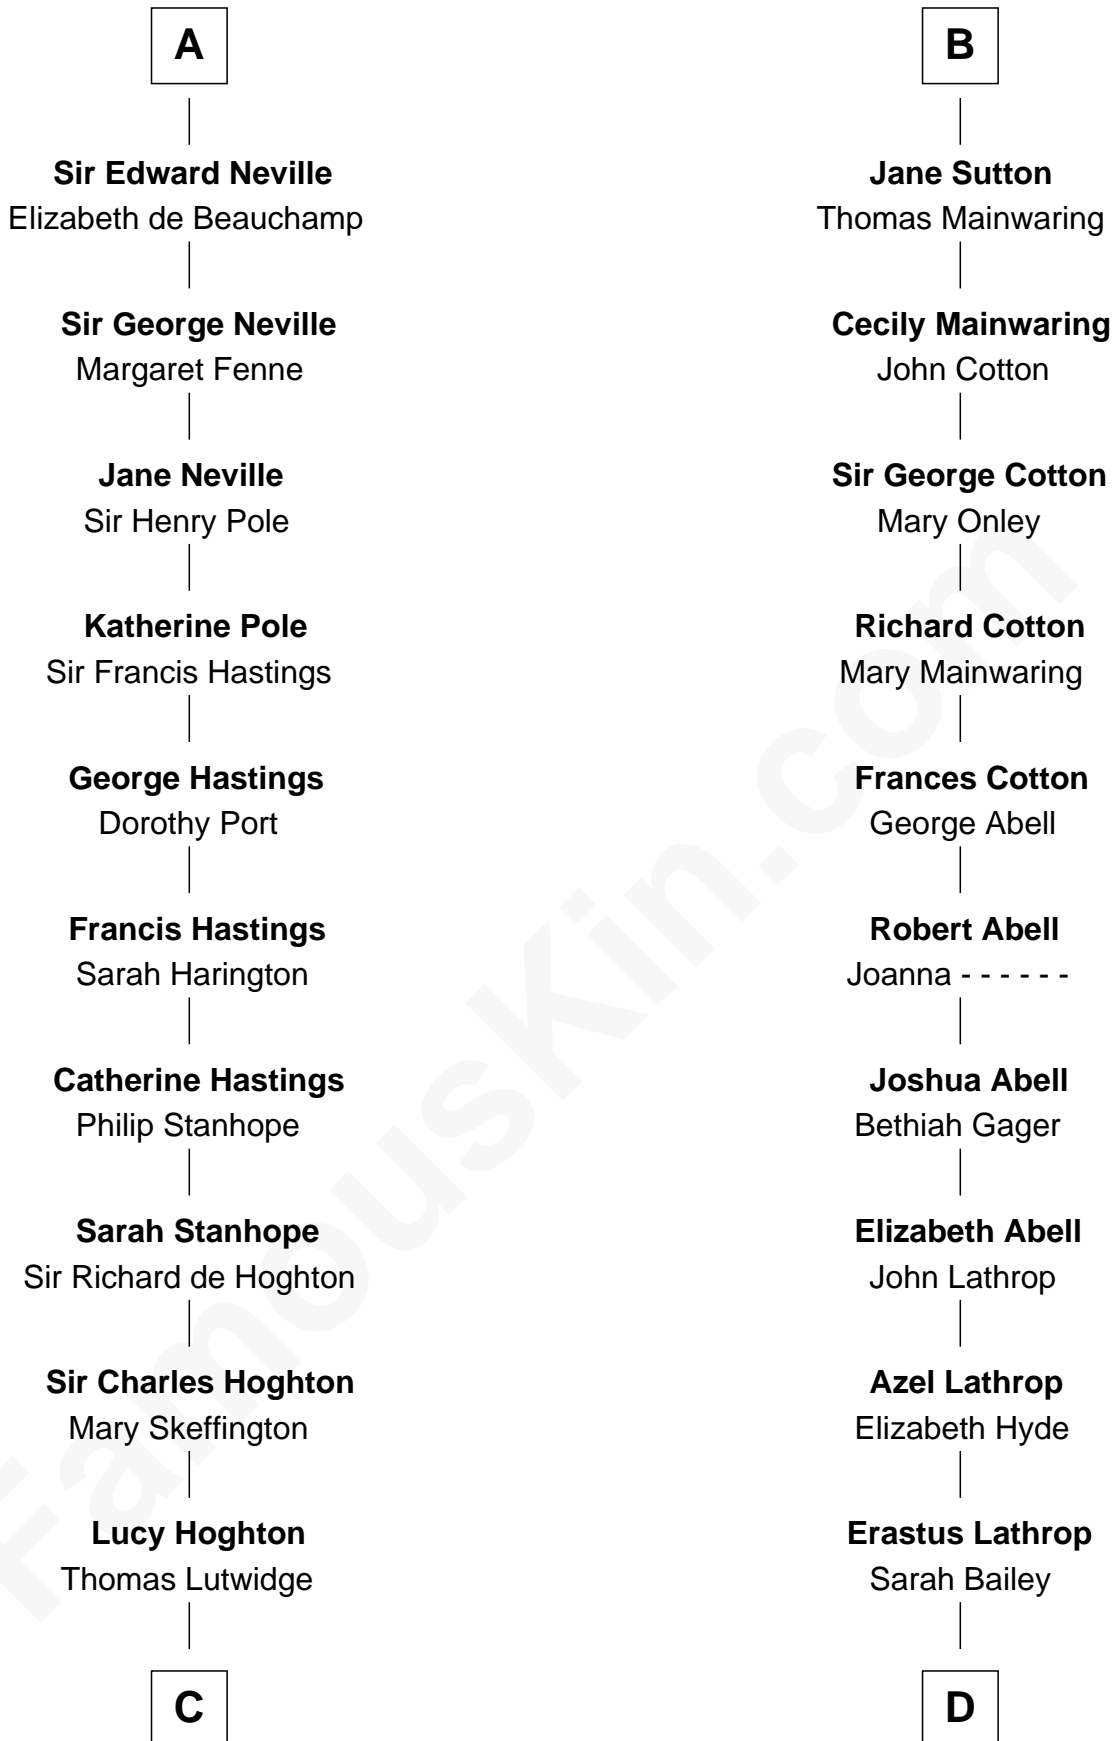 A
Sir Edward Neville
Elizabeth de Beauchamp
Sir George Neville
Margaret Fenne
Jane Neville
Sir Henry Pole
Katherine Pole
Sir Francis Hastings
George Hastings
Dorothy Port
Francis Hastings
Sarah Harington
Catherine Hastings
Philip Stanhope
Sarah Stanhope
Sir Richard de Hoghton
Sir Charles Hoghton
Mary Skeffington
Lucy Hoghton
Thomas Lutwidge
C
B
Jane Sutton
Thomas Mainwaring
Cecily Mainwaring
John Cotton
Sir George Cotton
Mary Onley
Richard Cotton
Mary Mainwaring
Frances Cotton
George Abell
Robert Abell
Joanna - - - - - -
Joshua Abell
Bethiah Gager
Elizabeth Abell
John Lathrop
Azel Lathrop
Elizabeth Hyde
Erastus Lathrop
Sarah Bailey
D
FamousKin.com